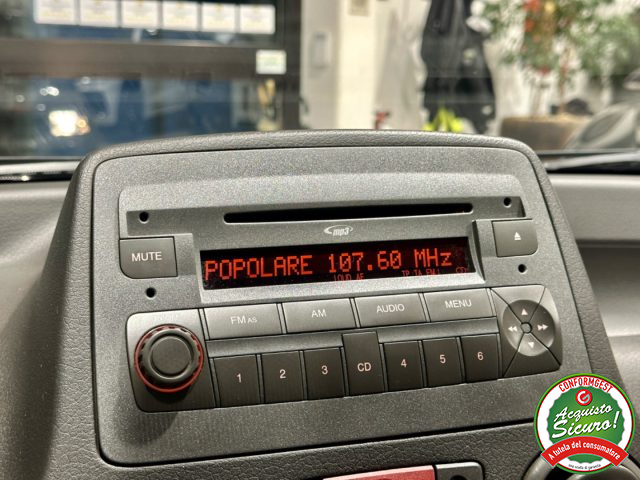 mp3
MUTE
POPOLARE 107.60 MHz
LOUD AF TP TA FM1 CD
FM AS AM AUDIO MENU
1 2 3 CD 4 5 6
CONFORMGEST
Acquisto
Sicuro!
a tutela del consumatore